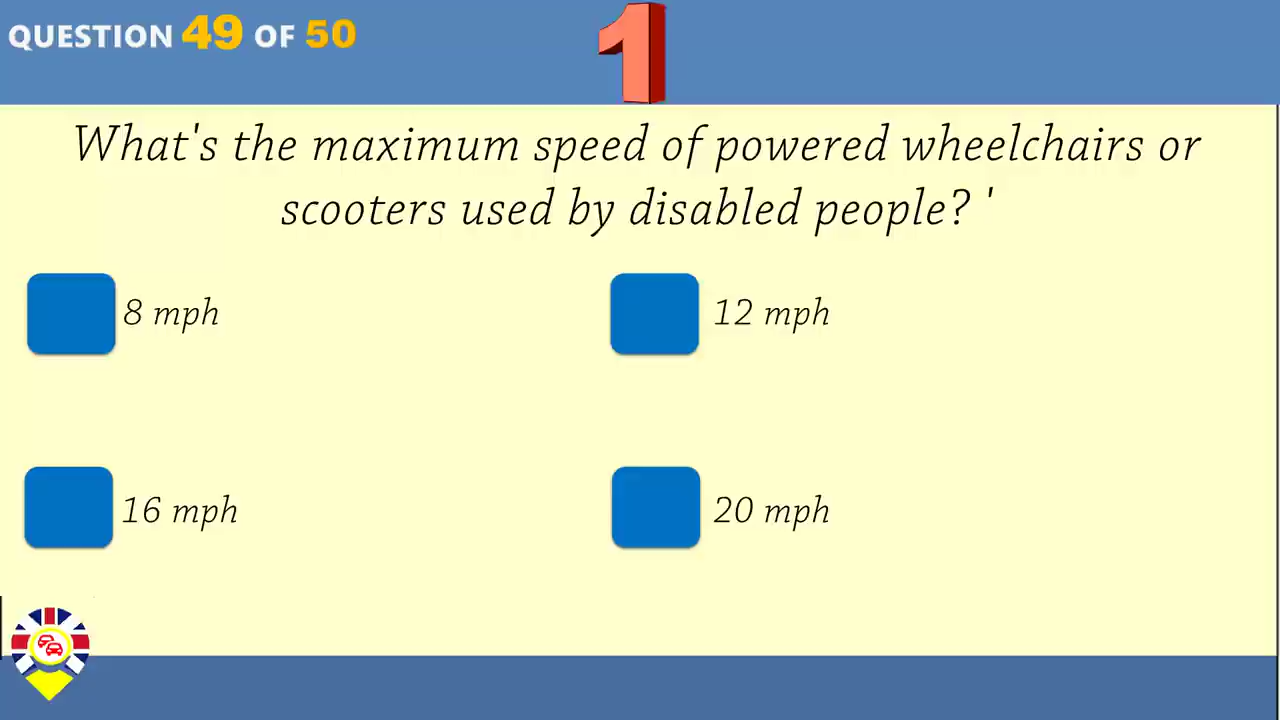 QUESTION 49 OF 50
1
What's the maximum speed of powered wheelchairs or
scooters used by disabled people? '
8 mph
12 mph
16 mph
20 mph